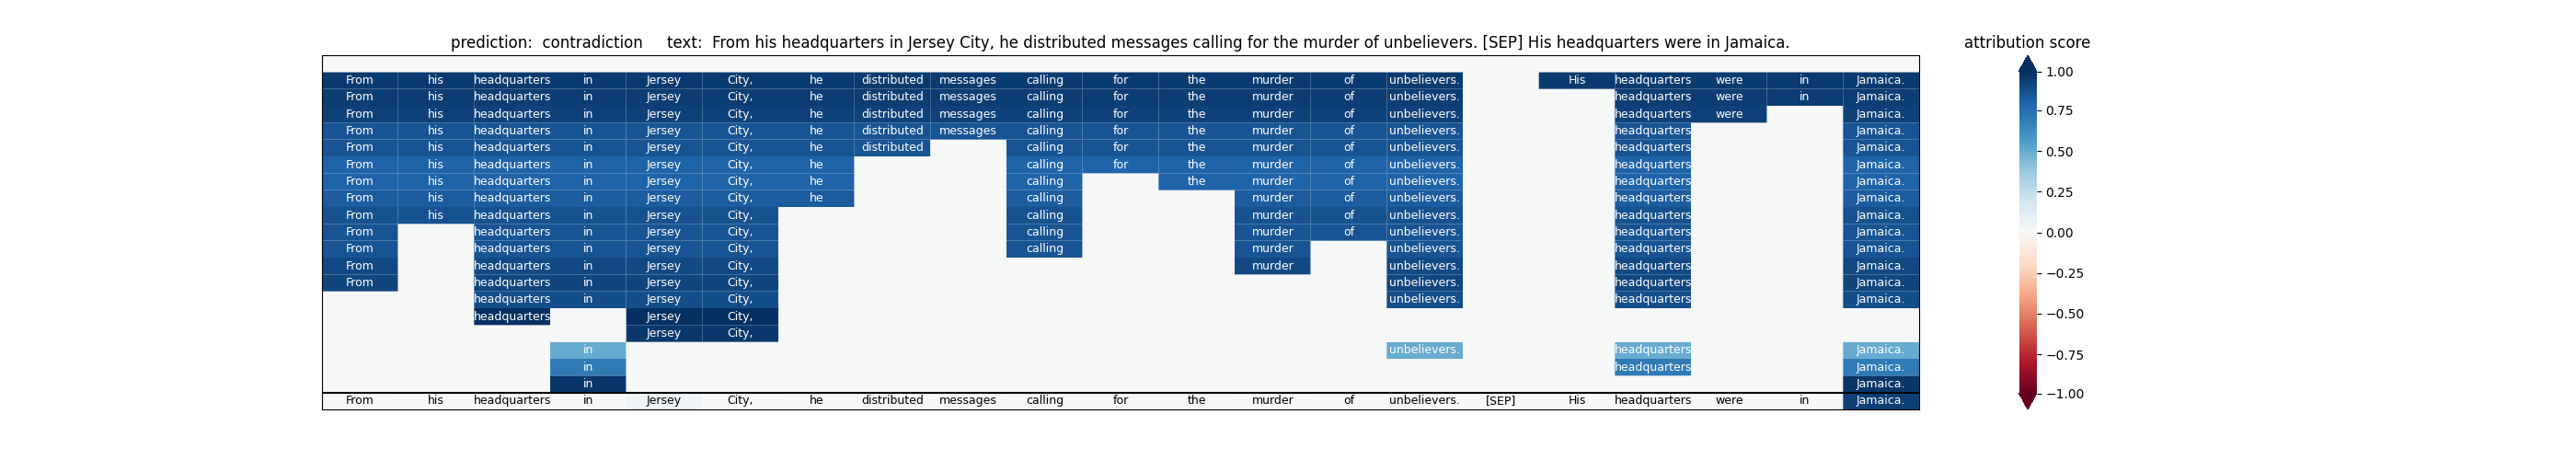 prediction: contradiction text: From his headquarters in Jersey City, he distributed messages calling for the murder of unbelievers. [SEP] His headquarters were in Jamaica.
attribution score
From his headquarters in Jersey City, he distributed messages calling for the murder of unbelievers. His headquarters were in Jamaica.
From his headquarters in Jersey City, he distributed messages calling for the murder of unbelievers. headquarters were in Jamaica.
From his headquarters in Jersey City, he distributed messages calling for the murder of unbelievers. headquarters were Jamaica.
From his headquarters in Jersey City, he distributed messages calling for the murder of unbelievers. headquarters Jamaica.
From his headquarters in Jersey City, he distributed calling for the murder of unbelievers. headquarters Jamaica.
From his headquarters in Jersey City, he calling for the murder of unbelievers. headquarters Jamaica.
From his headquarters in Jersey City, he calling the murder of unbelievers. headquarters Jamaica.
From his headquarters in Jersey City, he calling murder of unbelievers. headquarters Jamaica.
From his headquarters in Jersey City, calling murder of unbelievers. headquarters Jamaica.
From headquarters in Jersey City, calling murder of unbelievers. headquarters Jamaica.
From headquarters in Jersey City, calling murder unbelievers. headquarters Jamaica.
From headquarters in Jersey City, murder unbelievers. headquarters Jamaica.
From headquarters in Jersey City, unbelievers. headquarters Jamaica.
headquarters in Jersey City, unbelievers. headquarters Jamaica.
headquarters Jersey City,
Jersey City,
in unbelievers. headquarters Jamaica.
in headquarters Jamaica.
in Jamaica.
From his headquarters in Jersey City, he distributed messages calling for the murder of unbelievers. [SEP] His headquarters were in Jamaica.
1.00
0.75
0.50
0.25
0.00
−0.25
−0.50
−0.75
−1.00